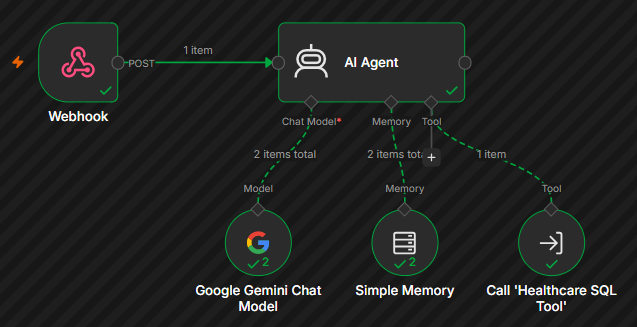 1 item
POST
AI Agent
Webhook
Chat Model*
Memory
Tool
2 items total
2 items tota
+
1 item
Model
Memory
Tool
2
2
Google Gemini Chat
Model
Simple Memory
Call 'Healthcare SQL
Tool'